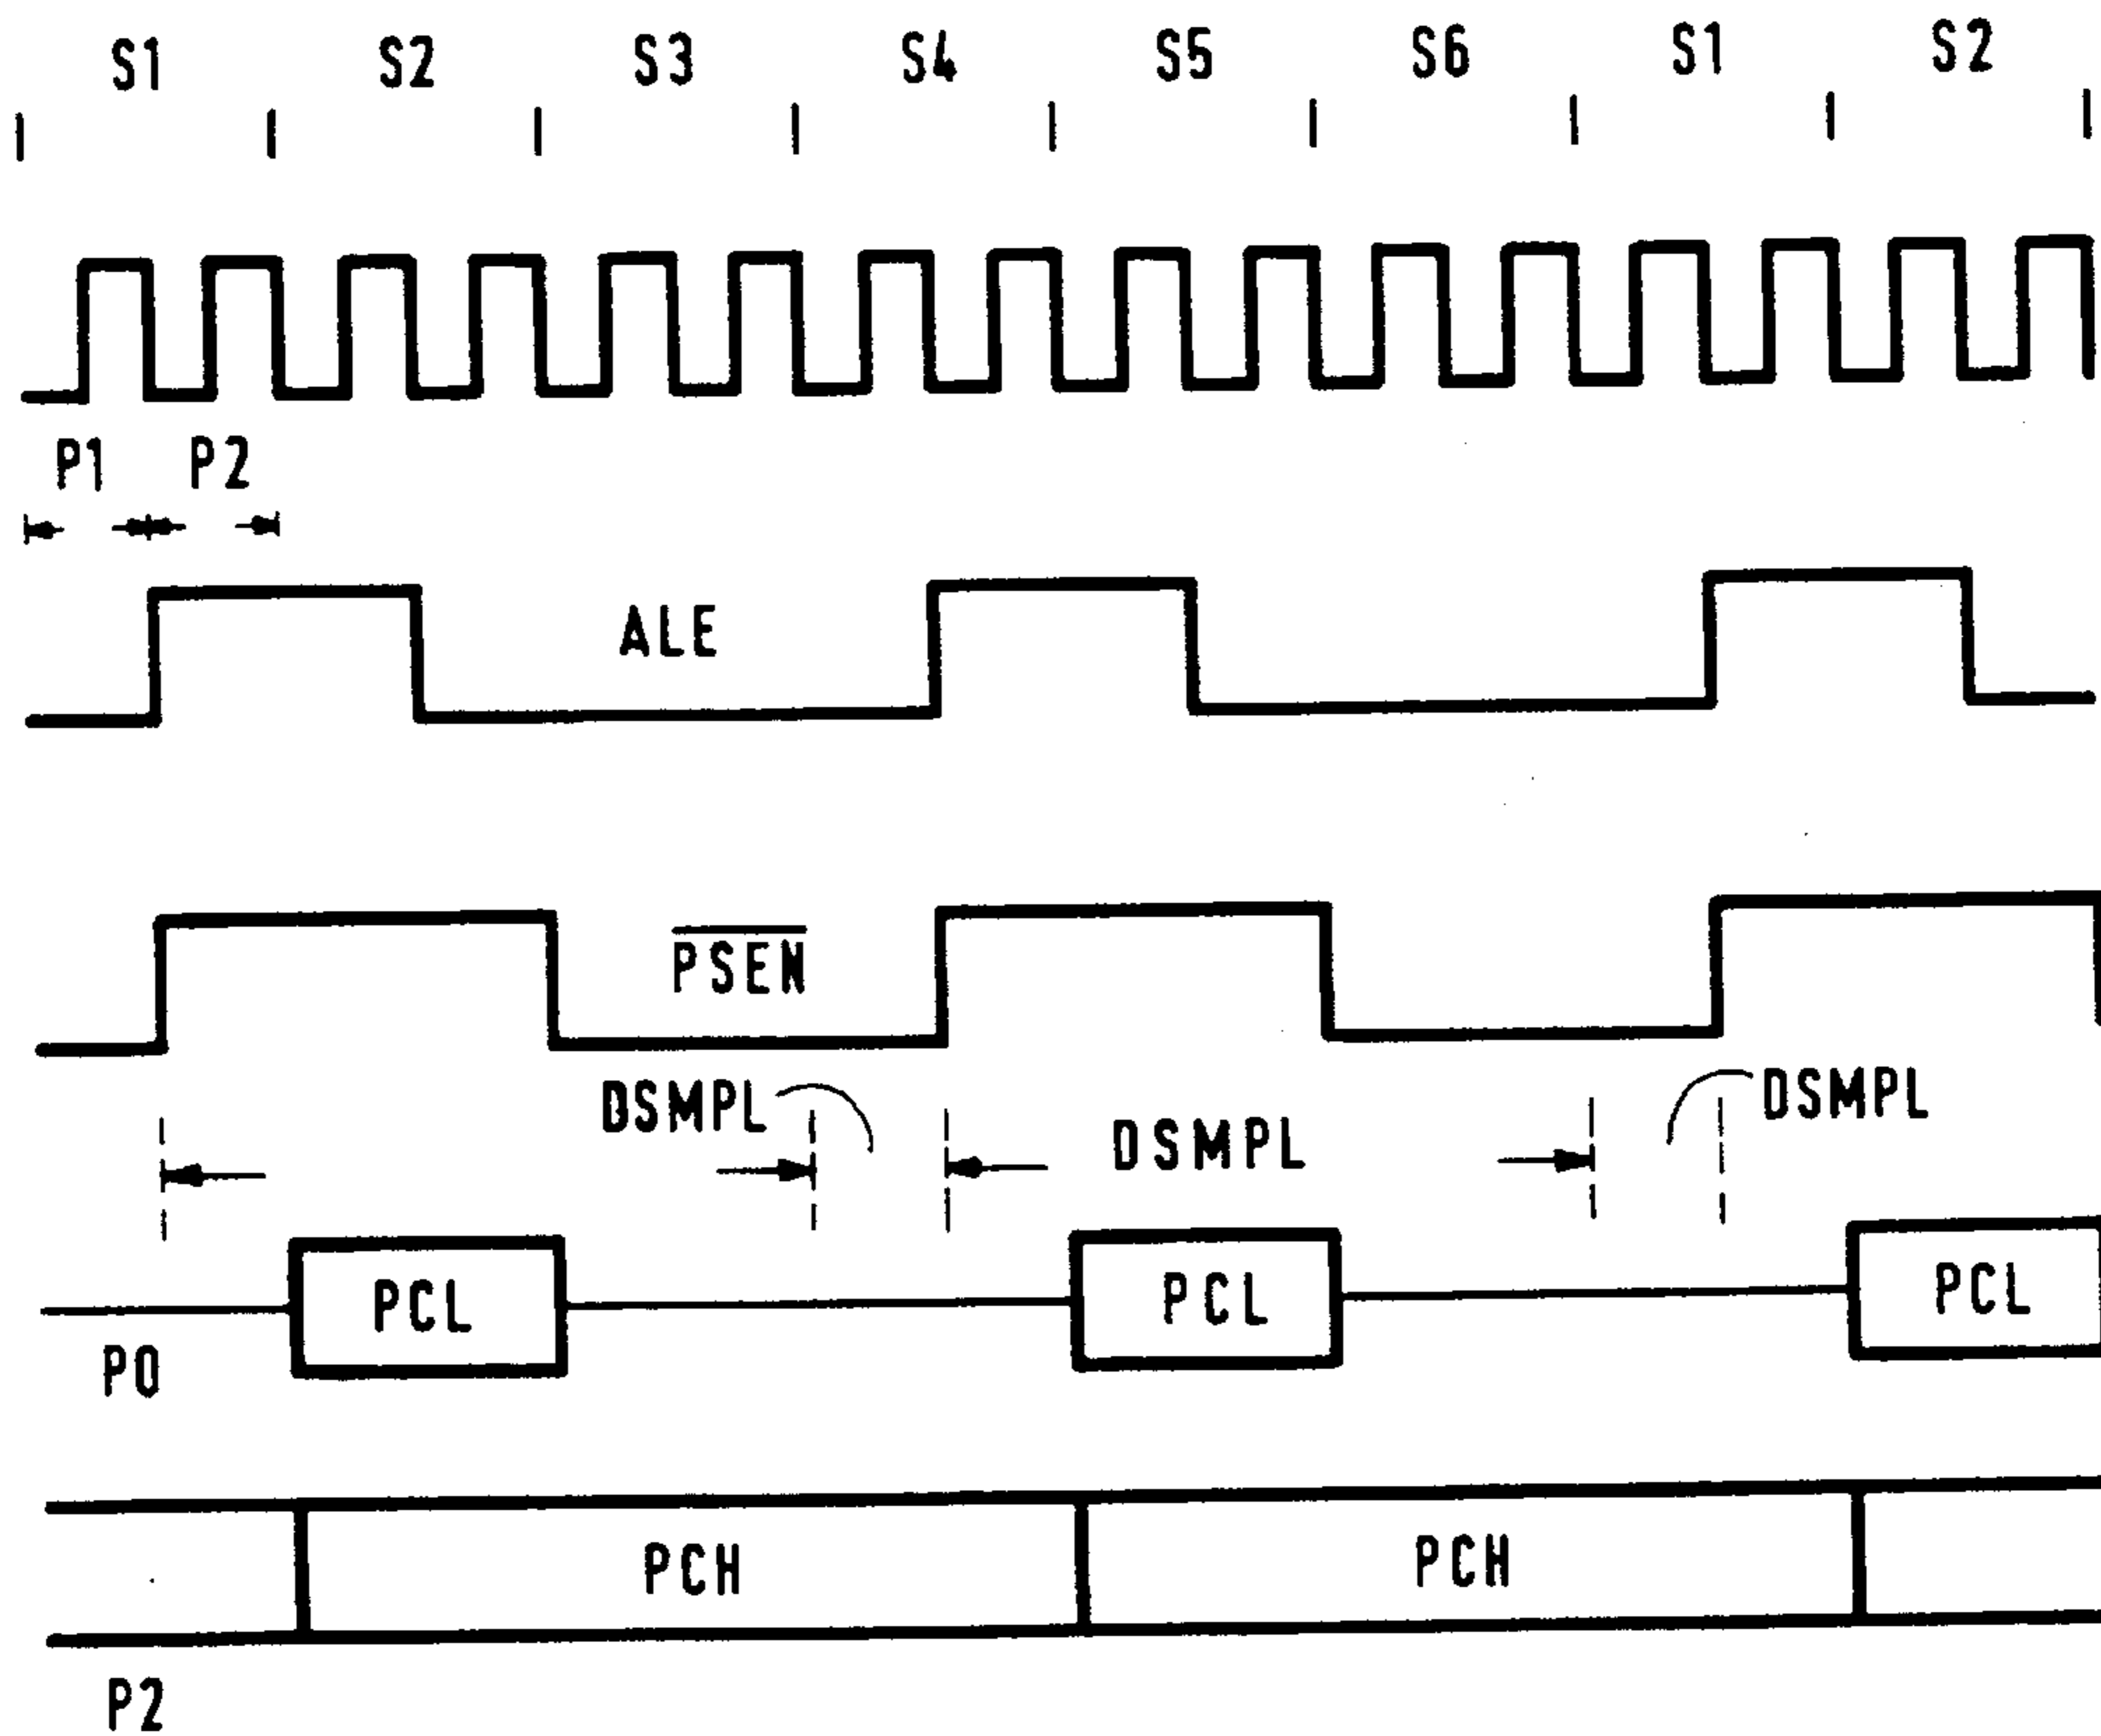 S1 S2 S3 S4 S5 S6 S1 S2
P1 P2
ALE
PSEN
DSMPL DSMPL DSMPL
PCL PCL PCL
P0
PCH PCH
P2